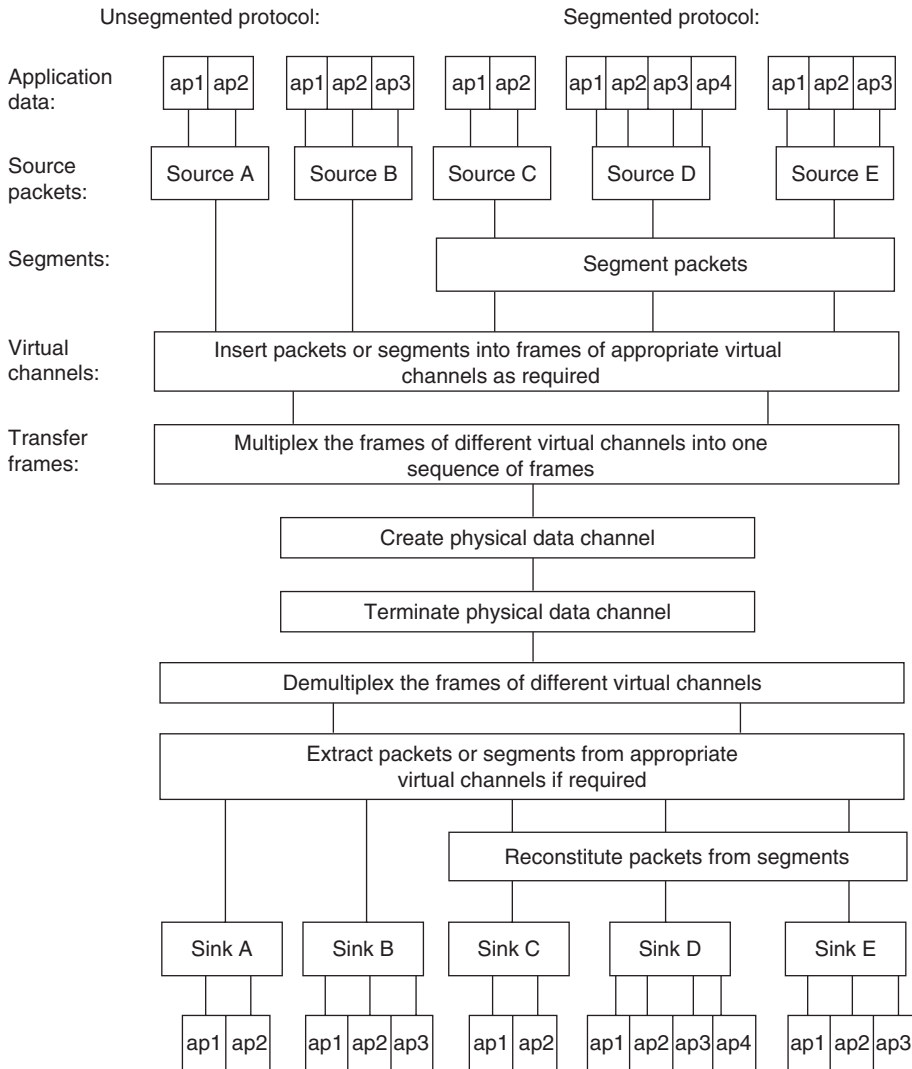 Unsegmented protocol: Segmented protocol:
Application data: ap1 ap2 ap1 ap2 ap3 ap1 ap2 ap1 ap2 ap3 ap4 ap1 ap2 ap3
Source packets: Source A Source B Source C Source D Source E
Segments: Segment packets
Virtual channels:
Insert packets or segments into frames of appropriate virtual
channels as required
Transfer frames:
Multiplex the frames of different virtual channels into one
sequence of frames
Create physical data channel
Terminate physical data channel
Demultiplex the frames of different virtual channels
Extract packets or segments from appropriate
virtual channels if required
Reconstitute packets from segments
Sink A Sink B Sink C Sink D Sink E
ap1 ap2 ap1 ap2 ap3 ap1 ap2 ap1 ap2 ap3 ap4 ap1 ap2 ap3